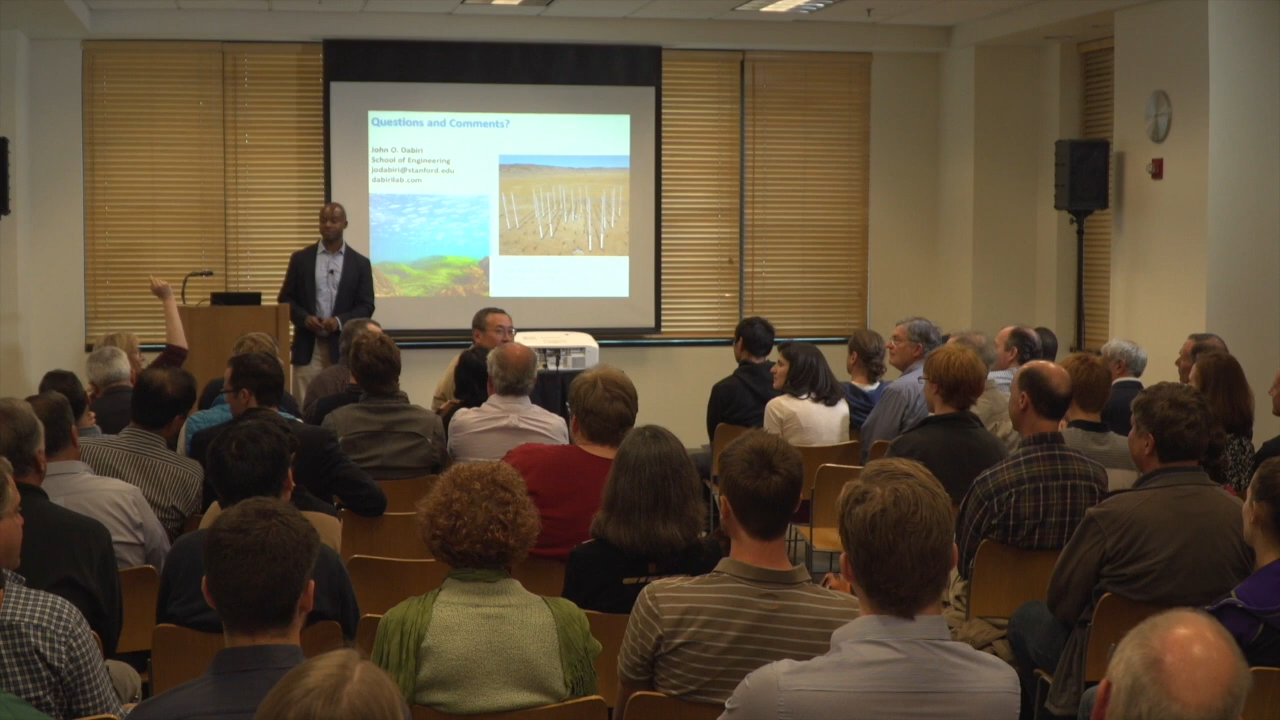 Questions and Comments?
John O. Dabiri
School of Engineering
jodabiri@stanford.edu
dabirilab.com